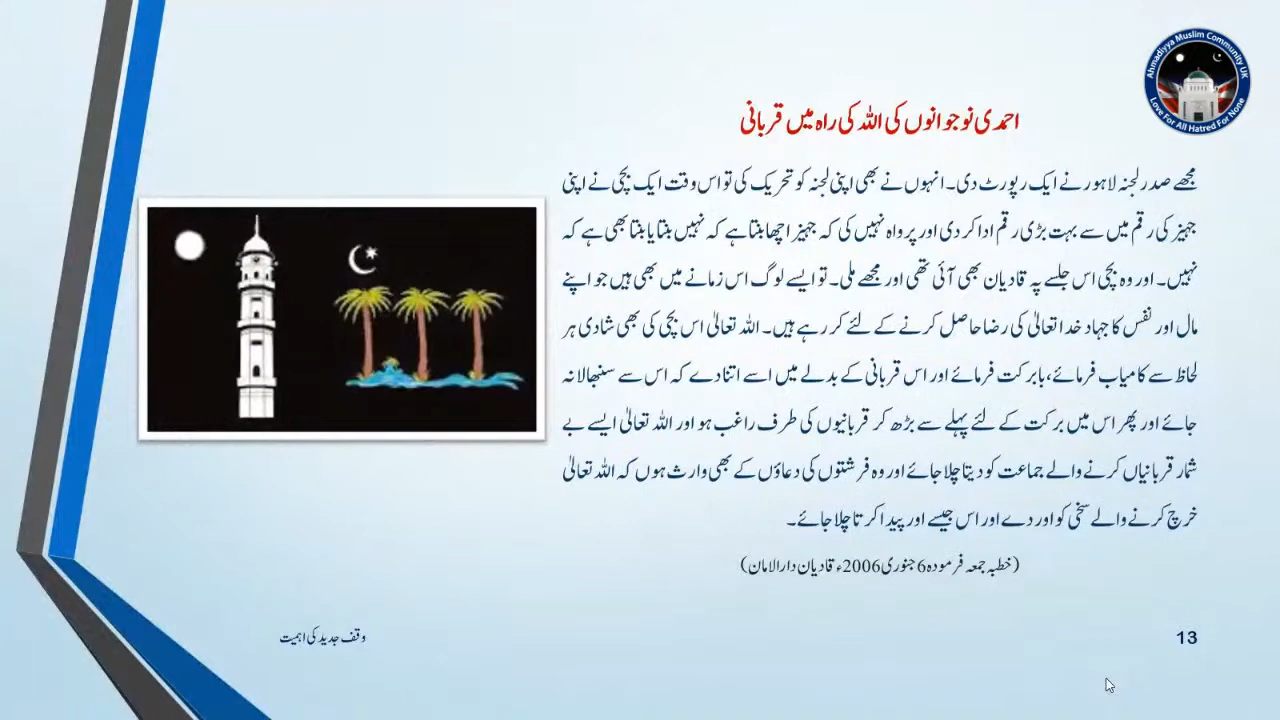 Ahmadiyya Muslim Community UK
Love For All Hatred For None
احمدی نوجوانوں کی اللہ کی راہ میں قربانی
مجھے صدر لجنہ لاہور نے ایک رپورٹ دی۔ انہوں نے بھی اپنی لجنہ کو تحریک کی تو اس وقت ایک بچی نے اپنی
جہیز کی رقم میں سے بہت بڑی رقم ادا کر دی اور پرواہ نہیں کی کہ جہیز اچھا بنتا ہے کہ نہیں بنتا یا بنتا بھی ہے کہ
نہیں۔ اور وہ بچی اس جلسے پہ قادیان بھی آئی تھی اور مجھے ملی۔ تو ایسے لوگ اس زمانے میں بھی ہیں جو اپنے
مال اور نفس کا جہاد خدا تعالیٰ کی رضا حاصل کرنے کے لئے کر رہے ہیں۔ اللہ تعالیٰ اس بچی کی بھی شادی ہر
لحاظ سے کامیاب فرمائے، بابرکت فرمائے اور اس قربانی کے بدلے میں اسے اتنا دے کہ اس سے سنبھالا نہ
جائے اور پھر اس میں برکت کے لئے پہلے سے بڑھ کر قربانیوں کی طرف راغب ہو اور اللہ تعالیٰ ایسے بے
شمار قربانیاں کرنے والے جماعت کو دیتا چلا جائے اور وہ فرشتوں کی دعاؤں کے بھی وارث ہوں کہ اللہ تعالیٰ
خرچ کرنے والے سخی کو اور دے اور اس جیسے اور پیدا کرتا چلا جائے۔
(خطبہ جمعہ فرمودہ 6 جنوری 2006ء قادیان دارالامان)
وقف جدید کی اہمیت
13